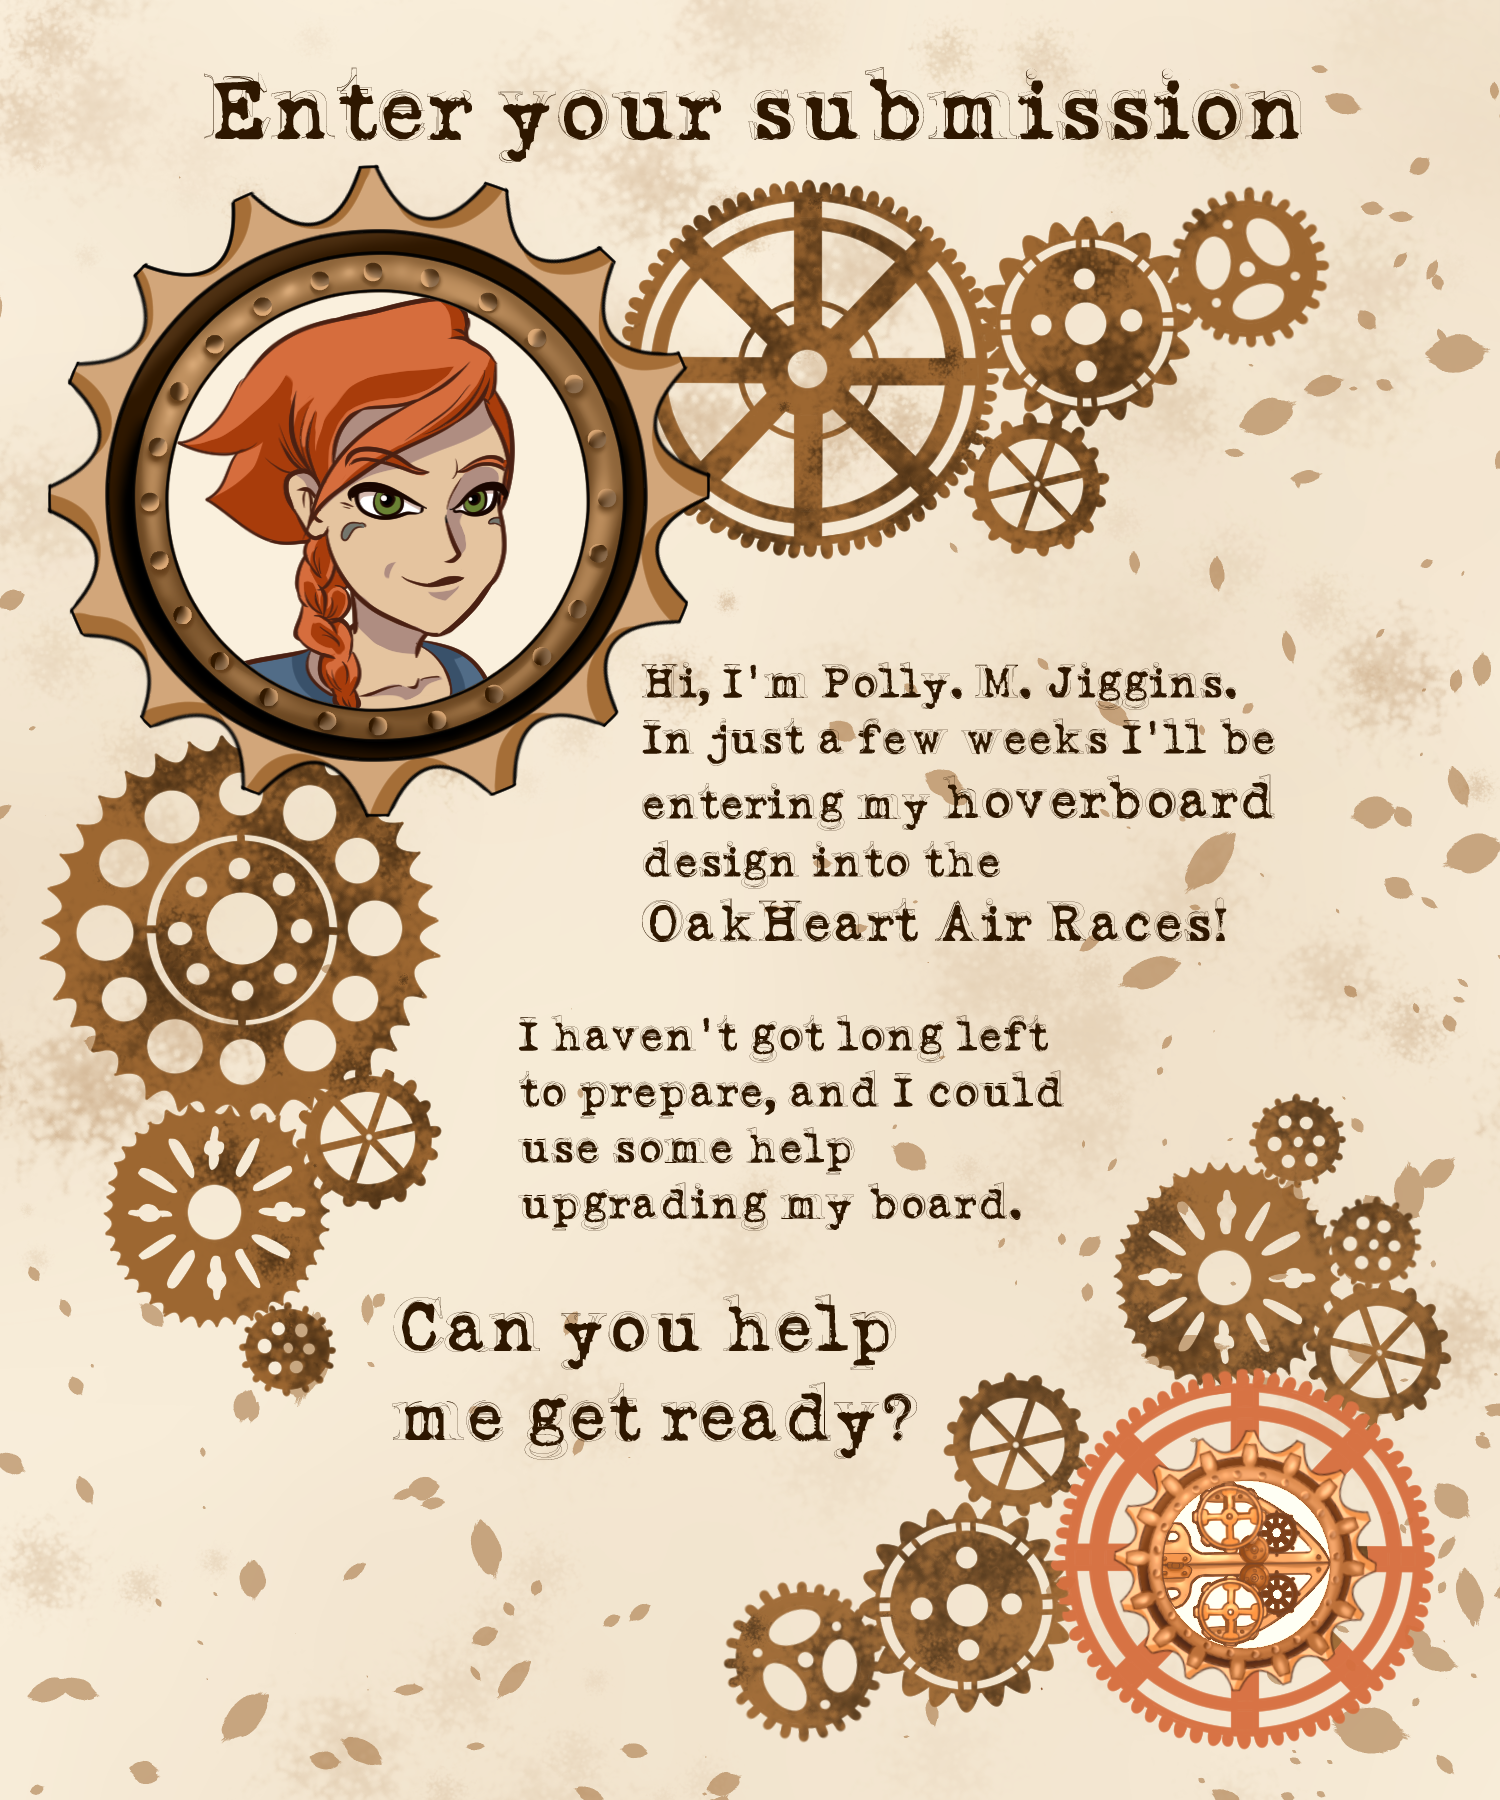 Enter your submission
Hi, I'm Polly. M. Jiggins.
In just a few weeks I'll be
entering my hoverboard
design into the
OakHeart Air Races!
I haven't got long left
to prepare, and I could
use some help
upgrading my board.
Can you help
me get ready?